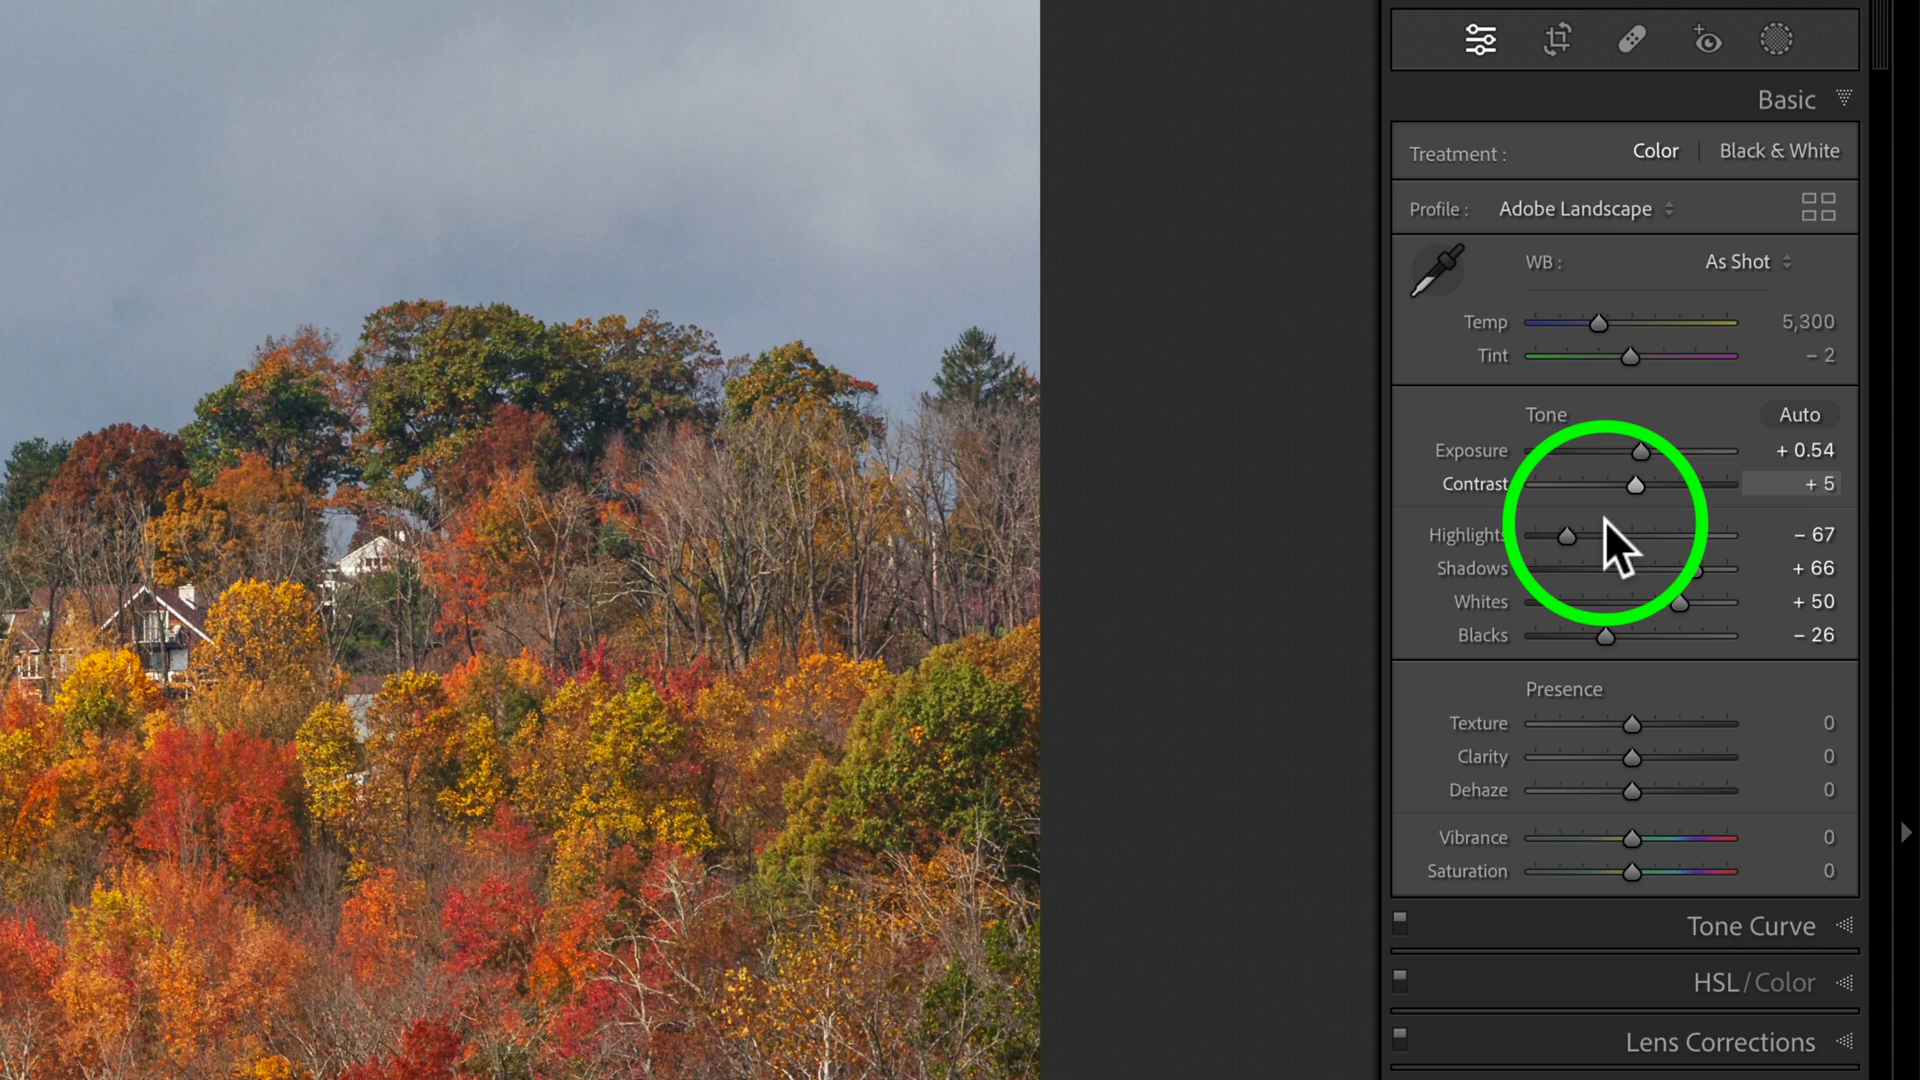 Basic
Treatment : Color | Black & White
Profile : Adobe Landscape
WB : As Shot
Temp 5,300
Tint – 2
Tone Auto
Exposure + 0.54
Contrast + 5
Highlights – 67
Shadows + 66
Whites + 50
Blacks – 26
Presence
Texture 0
Clarity 0
Dehaze 0
Vibrance 0
Saturation 0
Tone Curve
HSL / Color
Lens Corrections